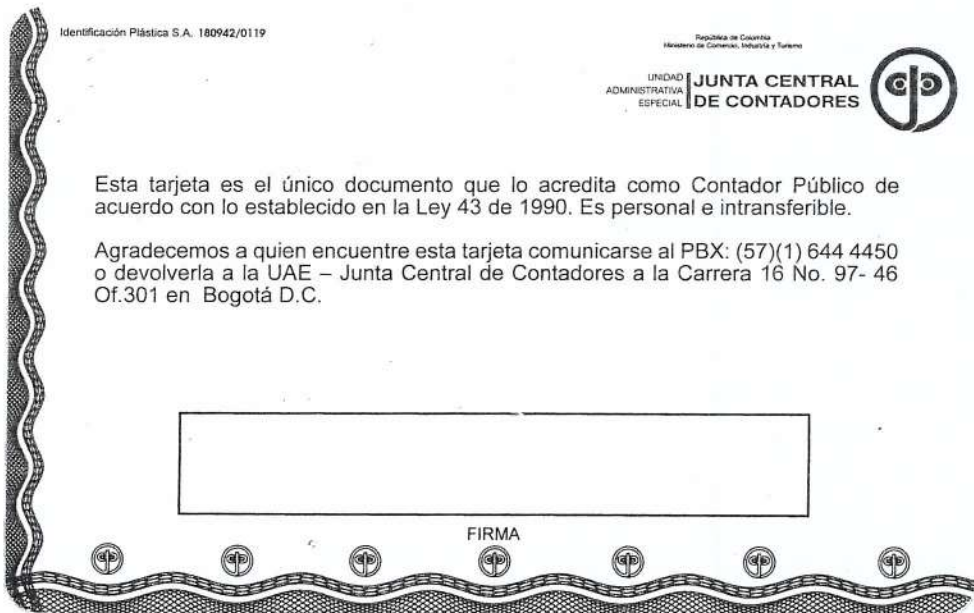 Identificación Plástica S.A. 180942/0119
República de Colombia
Ministerio de Comercio, Industria y Turismo
UNIDAD
ADMINISTRATIVA
ESPECIAL
JUNTA CENTRAL
DE CONTADORES
Esta tarjeta es el único documento que lo acredita como Contador Público de
acuerdo con lo establecido en la Ley 43 de 1990. Es personal e intransferible.
Agradecemos a quien encuentre esta tarjeta comunicarse al PBX: (57)(1) 644 4450
o devolverla a la UAE – Junta Central de Contadores a la Carrera 16 No. 97- 46
Of.301 en Bogotá D.C.
FIRMA